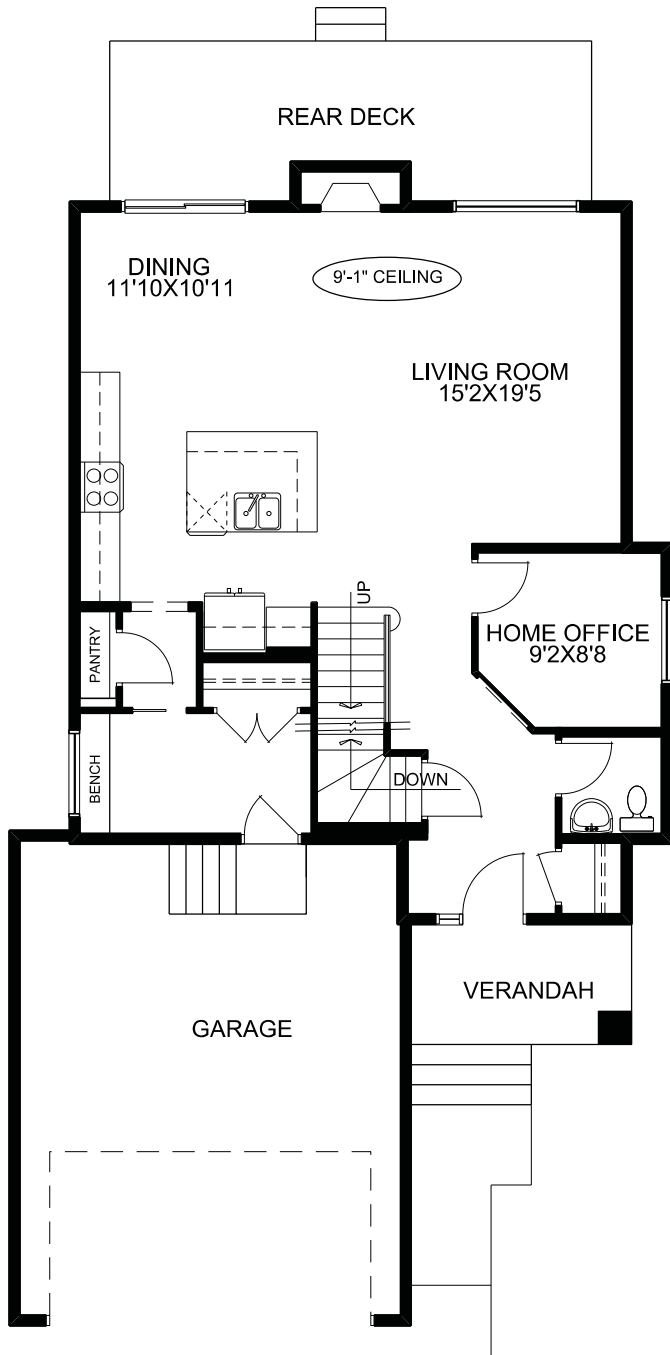 REAR DECK
DINING
11'10X10'11
9'-1" CEILING
LIVING ROOM
15'2X19'5
UP
HOME OFFICE
9'2X8'8
PANTRY
BENCH
DOWN
VERANDAH
GARAGE